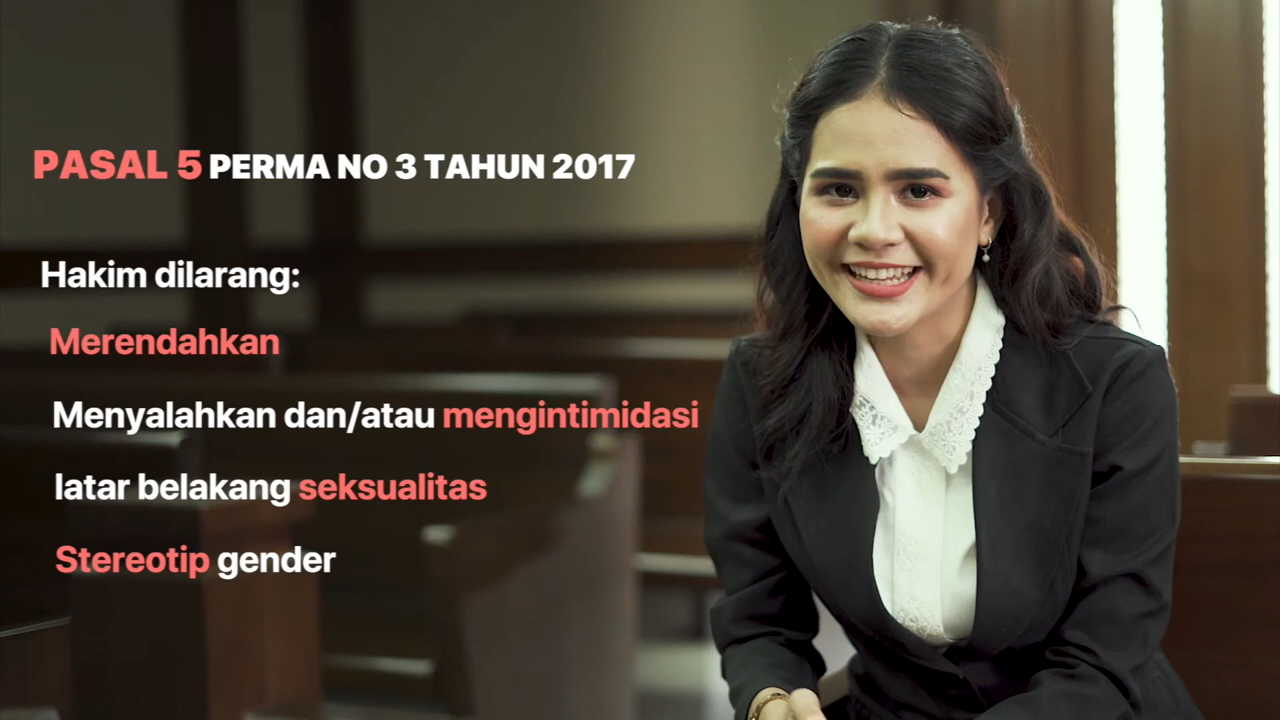 PASAL 5 PERMA NO 3 TAHUN 2017
Hakim dilarang:
Merendahkan
Menyalahkan dan/atau mengintimidasi
latar belakang seksualitas
Stereotip gender